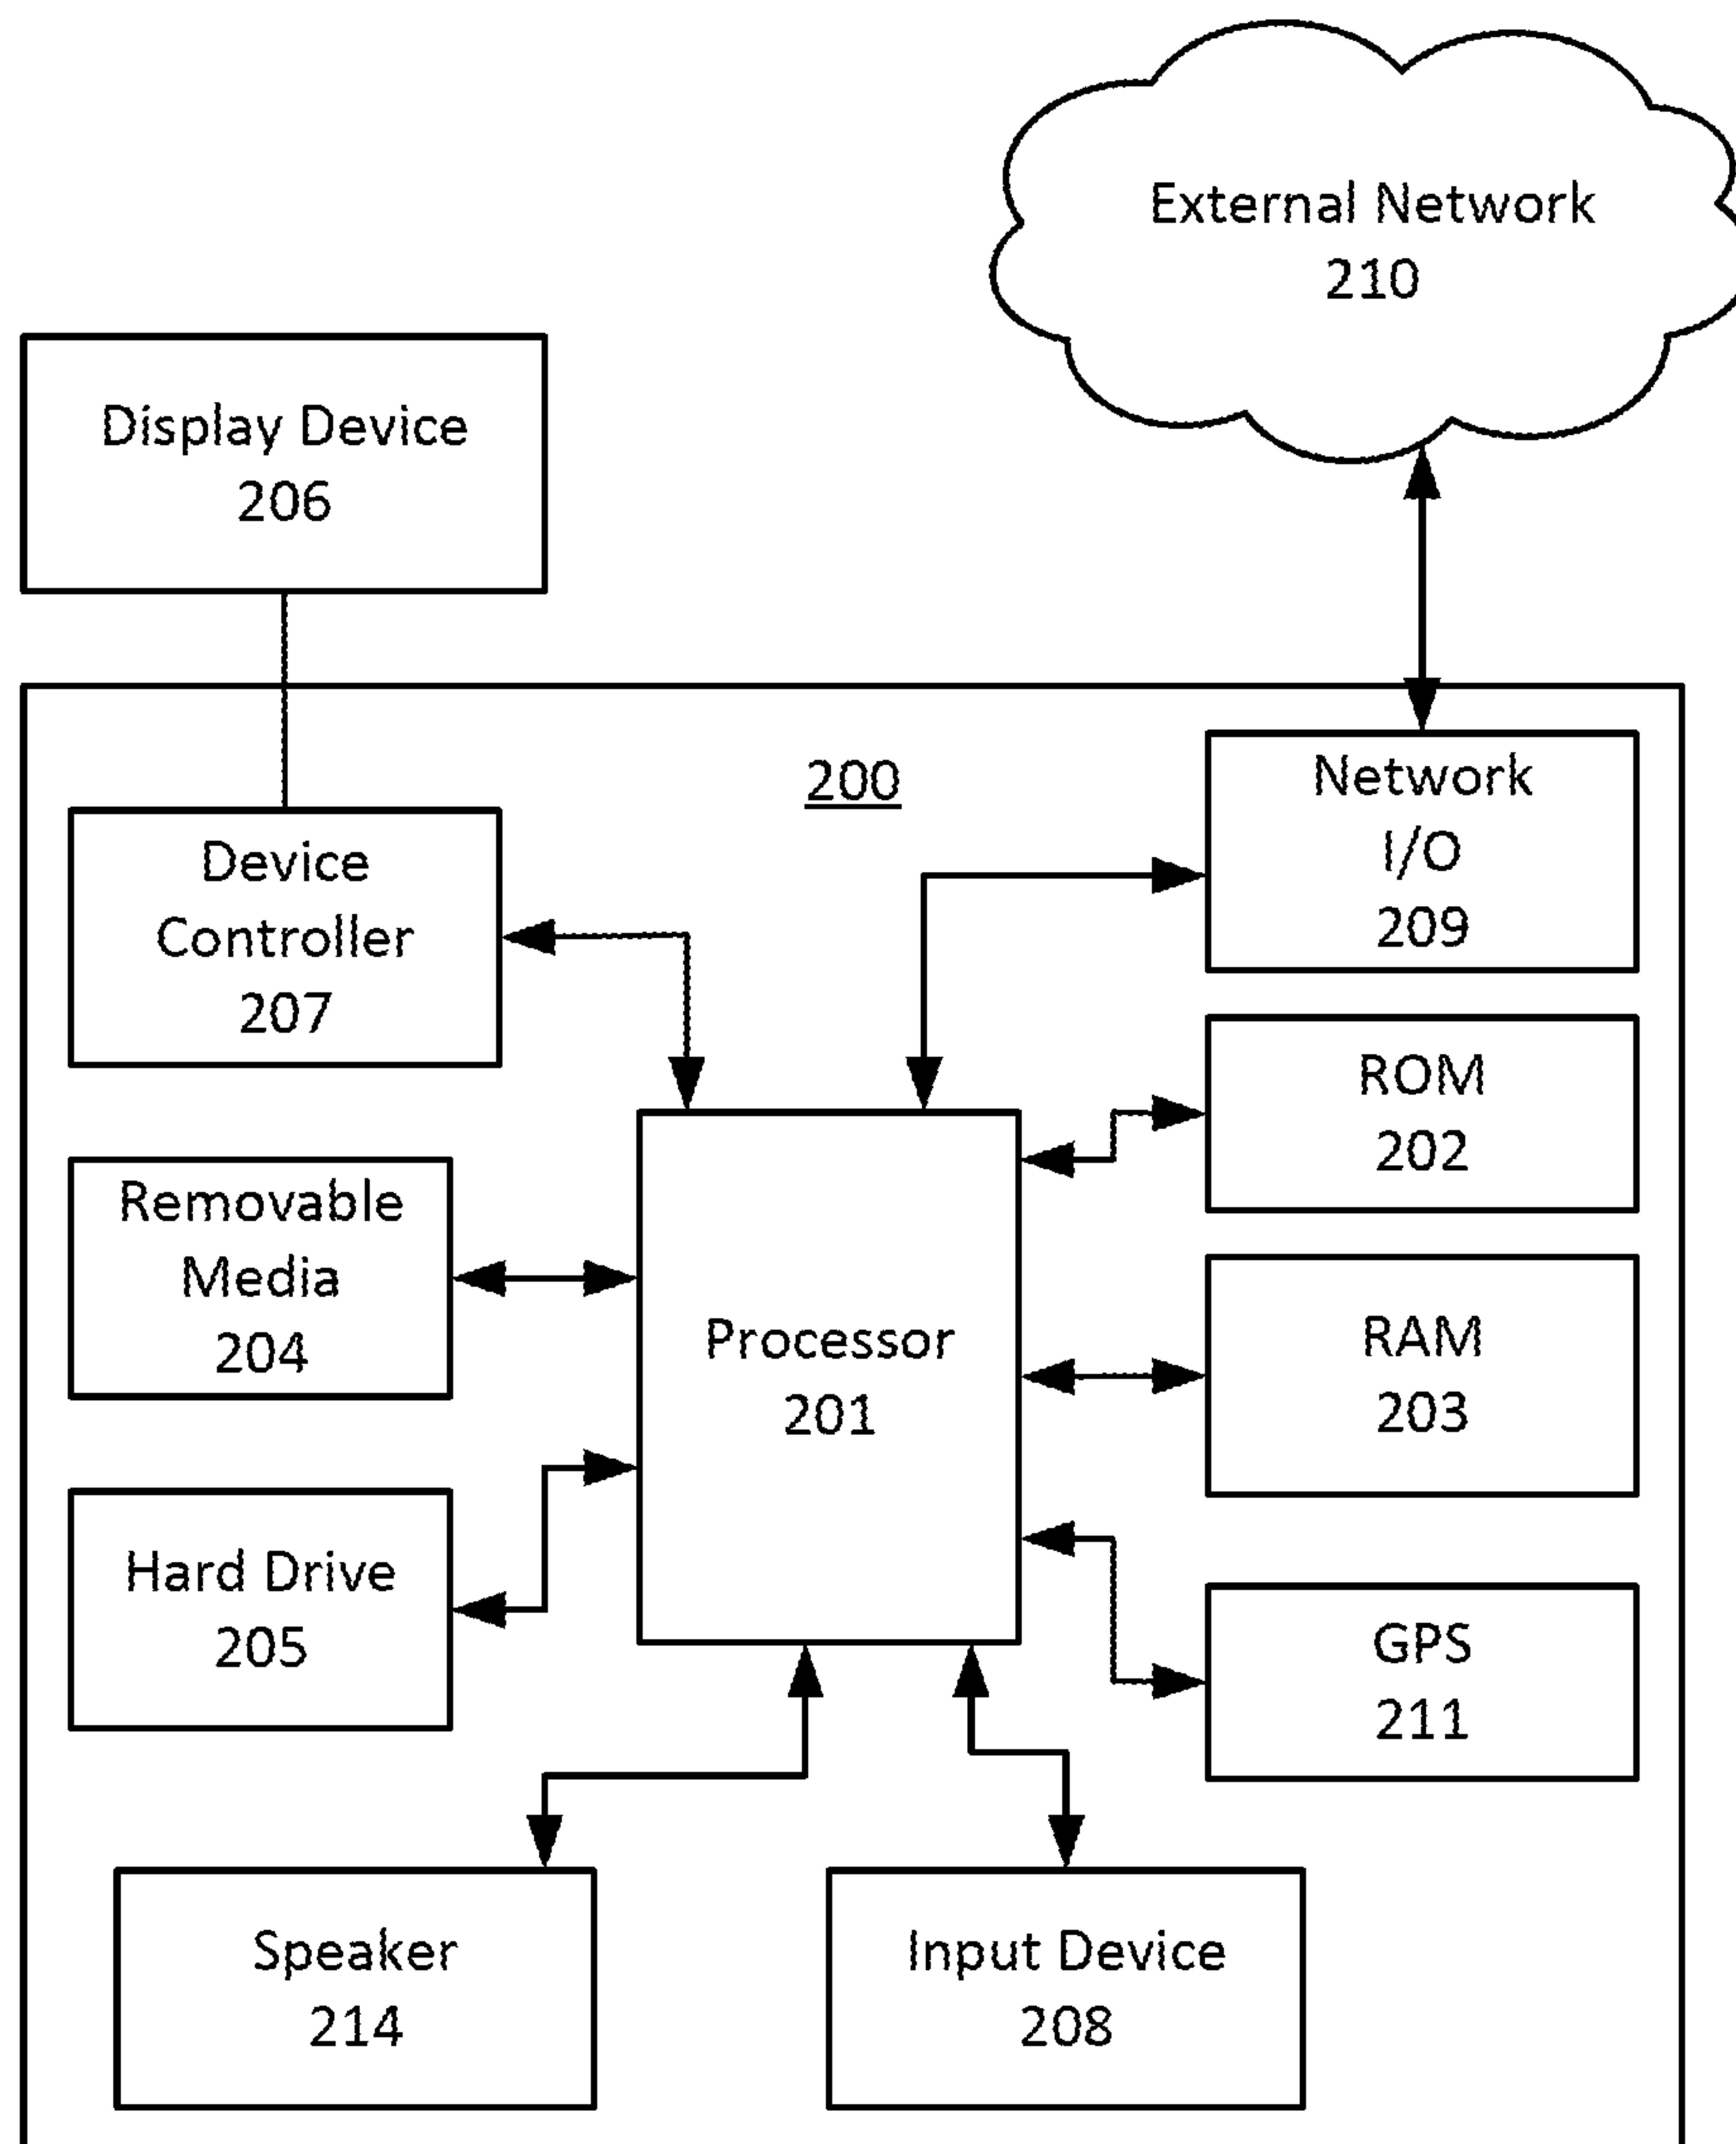 External Network
210
Display Device
206
200
Network
I/O
209
Device
Controller
207
ROM
202
Removable
Media
204
Processor
201
RAM
203
Hard Drive
205
GPS
211
Speaker
214
Input Device
208